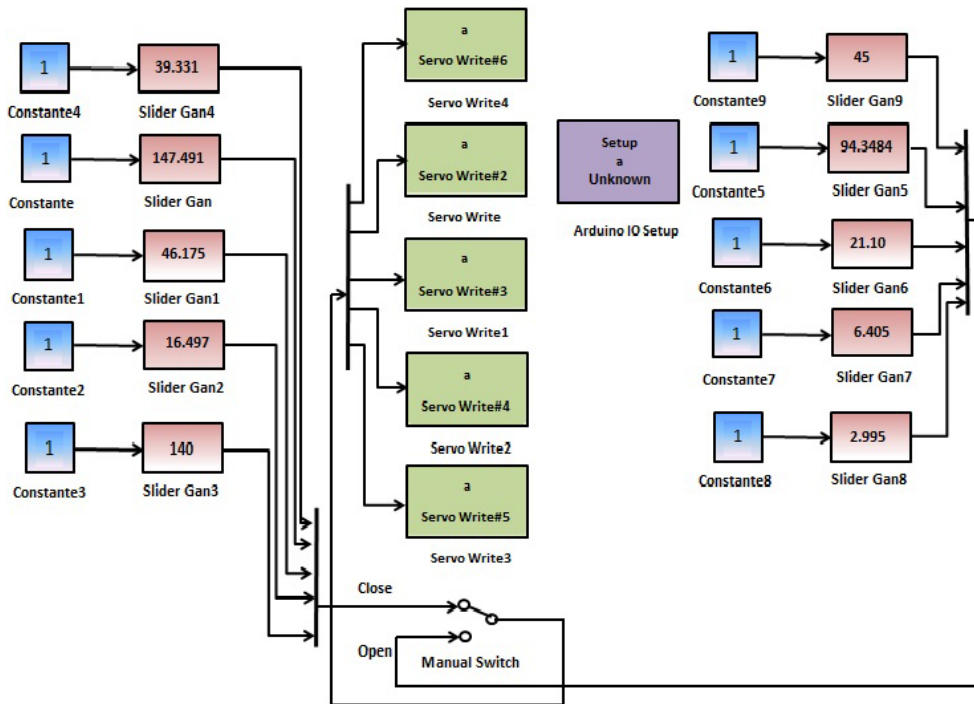 1
39.331
Constante4
Slider Gan4
1
147.491
Constante
Slider Gan
1
46.175
Constante1
Slider Gan1
1
16.497
Constante2
Slider Gan2
1
140
Constante3
Slider Gan3
a
Servo Write#6
Servo Write4
a
Servo Write#2
Servo Write
a
Servo Write#3
Servo Write1
a
Servo Write#4
Servo Write2
a
Servo Write#5
Servo Write3
Setup
a
Unknown
Arduino IO Setup
1
45
Constante9
Slider Gan9
1
94.3484
Constante5
Slider Gan5
1
21.10
Constante6
Slider Gan6
1
6.405
Constante7
Slider Gan7
1
2.995
Constante8
Slider Gan8
Close
Open
Manual Switch